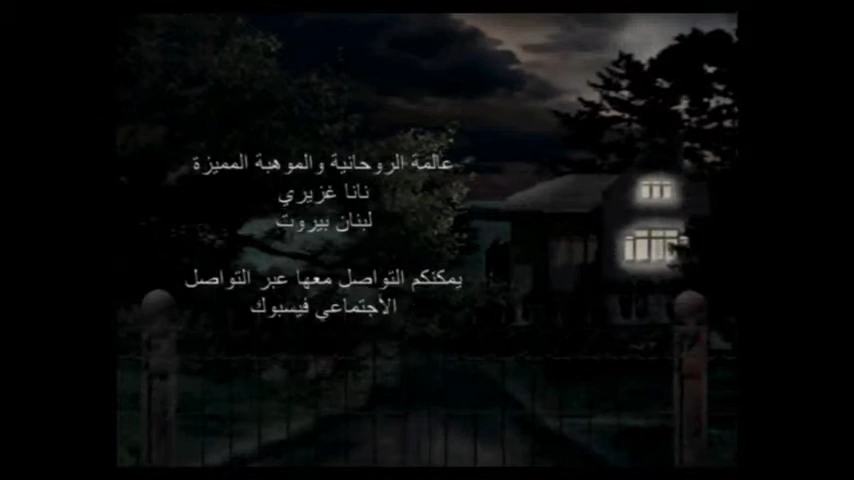 عالمة الروحانية والموهبة المميزة
نانا غزيري
لبنان بيروت
يمكنكم التواصل معها عبر التواصل
الأجتماعي فيسبوك